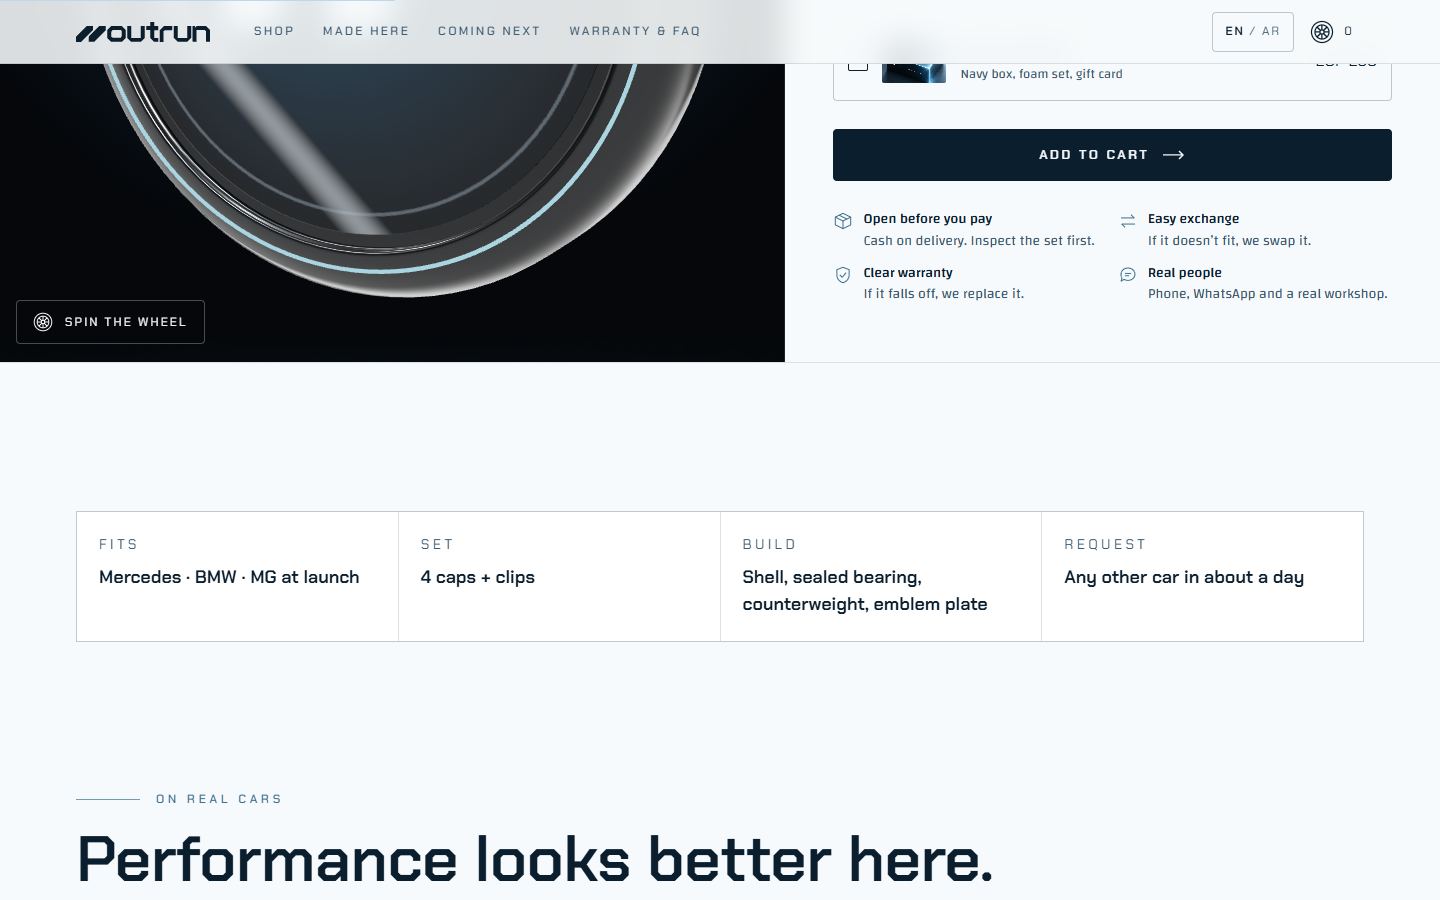 outrun
SHOP
MADE HERE
COMING NEXT
WARRANTY & FAQ
EN / AR
0
Navy box, foam set, gift card
ADD TO CART
Open before you pay
Cash on delivery. Inspect the set first.
Easy exchange
If it doesn't fit, we swap it.
Clear warranty
If it falls off, we replace it.
Real people
Phone, WhatsApp and a real workshop.
SPIN THE WHEEL
FITS
Mercedes · BMW · MG at launch
SET
4 caps + clips
BUILD
Shell, sealed bearing,
counterweight, emblem plate
REQUEST
Any other car in about a day
ON REAL CARS
Performance looks better here.